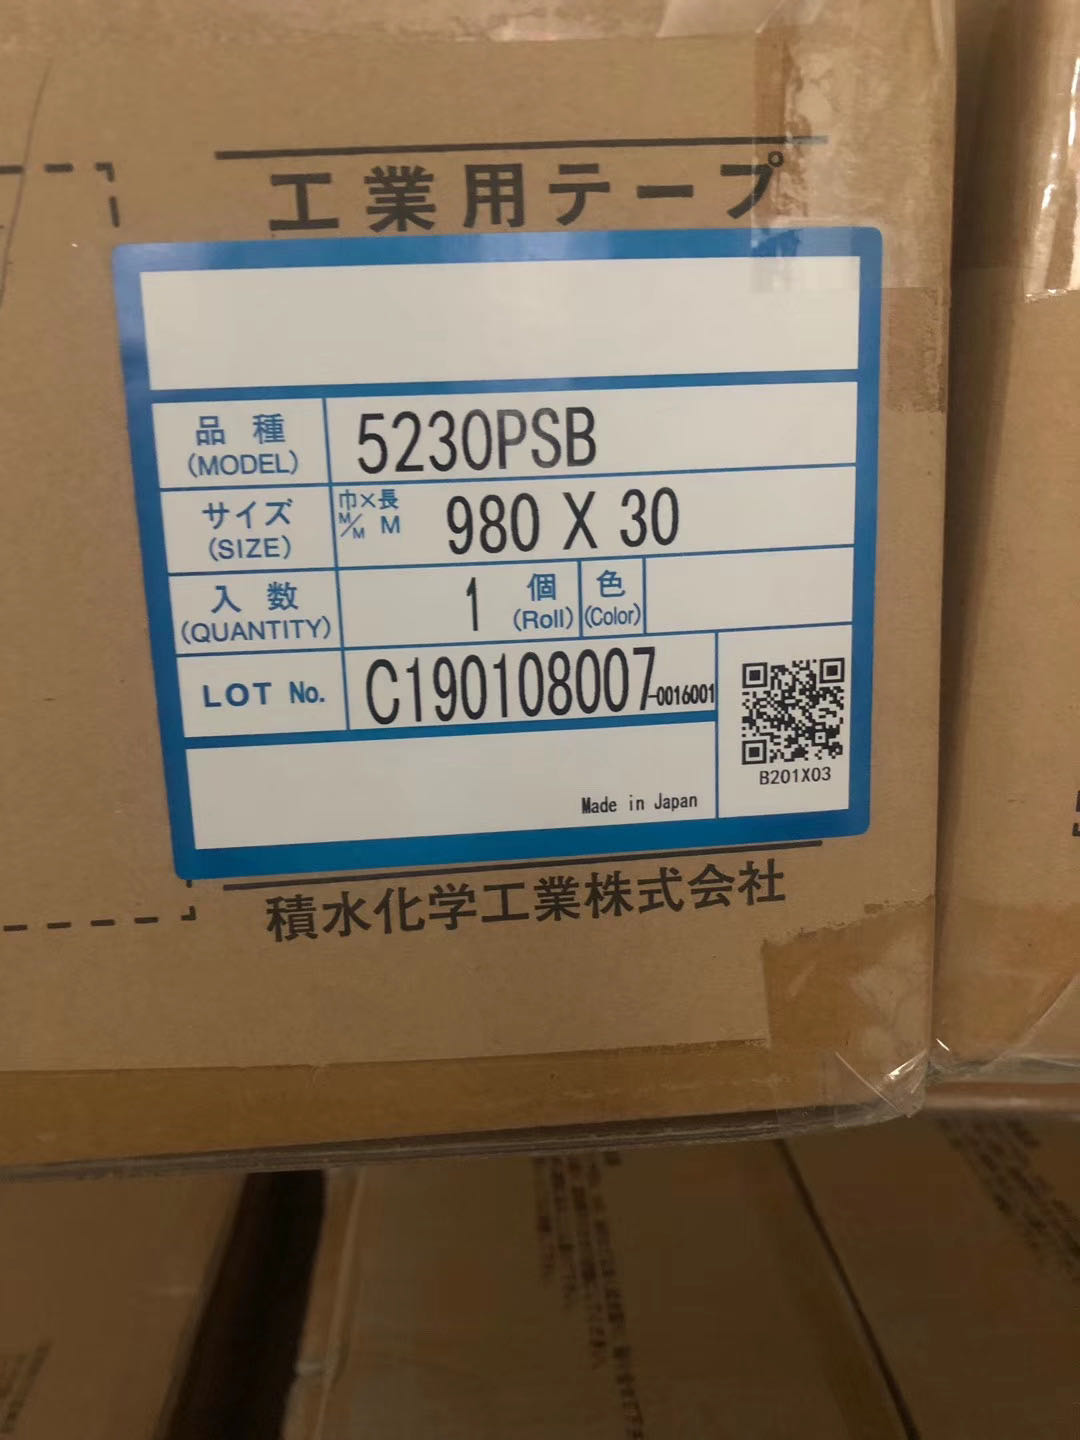 工業用テープ
品種
(MODEL)
5230PSB
サイズ
(SIZE)
巾×長
M/M M
980 X 30
入数
(QUANTITY)
1
個
(Roll)
色
(Color)
LOT No.
C190108007-0016001
B201X03
Made in Japan
積水化学工業株式会社